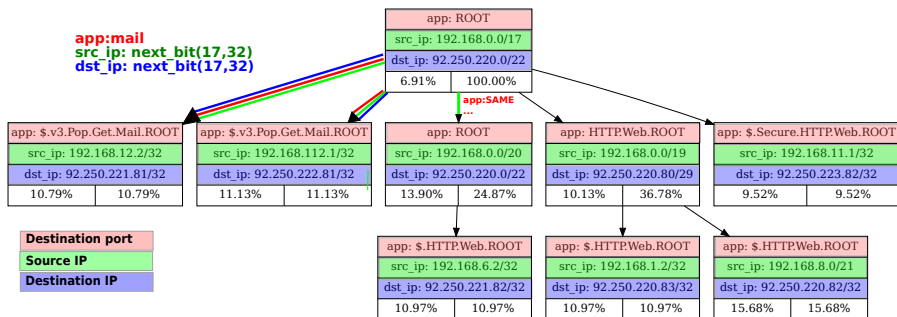 app: ROOT
src_ip: 192.168.0.0/17
dst_ip: 92.250.220.0/22
6.91% 100.00%
app:mail
src_ip: next_bit(17,32)
dst_ip: next_bit(17,32)
app:SAME
...
app: $.v3.Pop.Get.Mail.ROOT
src_ip: 192.168.12.2/32
dst_ip: 92.250.221.81/32
10.79% 10.79%
app: $.v3.Pop.Get.Mail.ROOT
src_ip: 192.168.112.1/32
dst_ip: 92.250.222.81/32
11.13% 11.13%
app: ROOT
src_ip: 192.168.0.0/20
dst_ip: 92.250.220.0/22
13.90% 24.87%
app: HTTP.Web.ROOT
src_ip: 192.168.0.0/19
dst_ip: 92.250.220.80/29
10.13% 36.78%
app: $.Secure.HTTP.Web.ROOT
src_ip: 192.168.11.1/32
dst_ip: 92.250.223.82/32
9.52% 9.52%
Destination port
Source IP
Destination IP
app: $.HTTP.Web.ROOT
src_ip: 192.168.6.2/32
dst_ip: 92.250.221.82/32
10.97% 10.97%
app: $.HTTP.Web.ROOT
src_ip: 192.168.1.2/32
dst_ip: 92.250.220.83/32
10.97% 10.97%
app: $.HTTP.Web.ROOT
src_ip: 192.168.8.0/21
dst_ip: 92.250.220.82/32
15.68% 15.68%